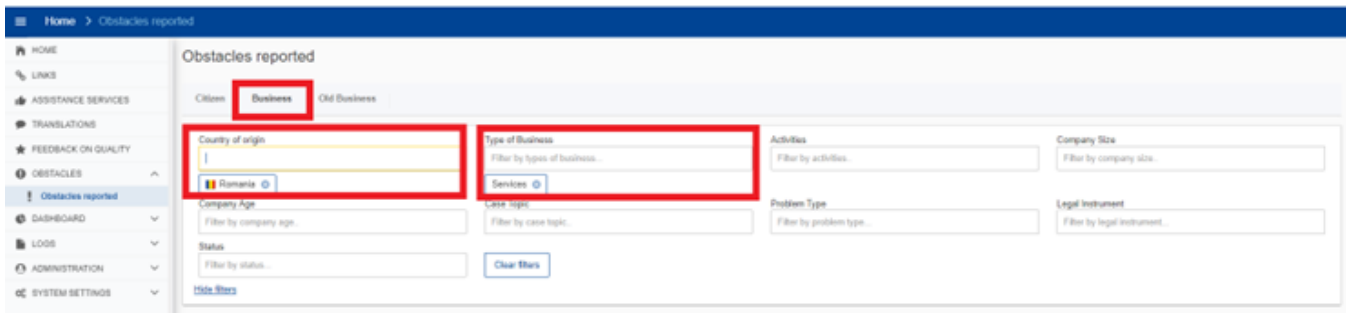 Home > Obstacles reported
HOME
LINKS
ASSISTANCE SERVICES
TRANSLATIONS
FEEDBACK ON QUALITY
OBSTACLES
Obstacles reported
DASHBOARD
LOGS
ADMINISTRATION
SYSTEM SETTINGS
Obstacles reported
Citizen Business Old Business
Country of origin Type of Business Activities Company Size
Filter by types of business... Filter by activities.. Filter by company size..
Romania Services
Company Age Case Topic Problem Type Legal Instrument
Filter by company age.. Filter by case topic.. Filter by problem type... Filter by legal instrument...
Status
Filter by status... Clear filters
Hide filters